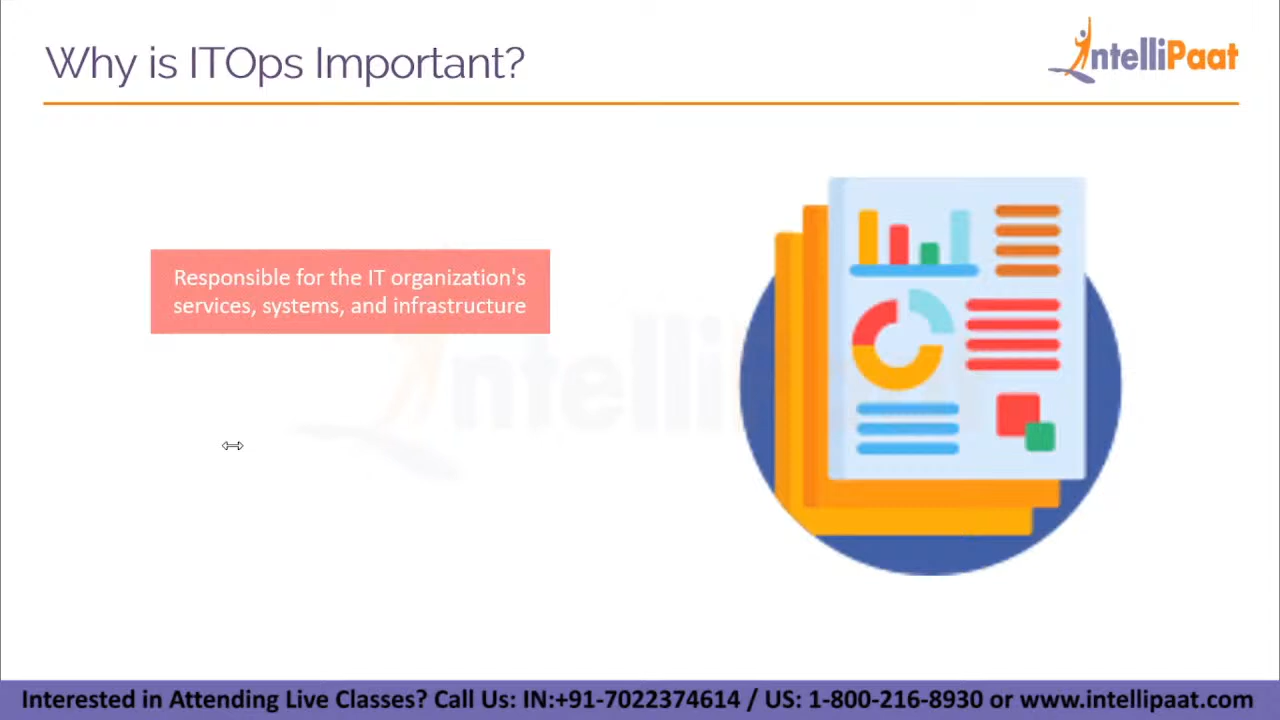 Why is ITOps Important?
IntelliPaat
Responsible for the IT organization's
services, systems, and infrastructure
Interested in Attending Live Classes? Call Us: IN:+91-7022374614 / US: 1-800-216-8930 or www.intellipaat.com